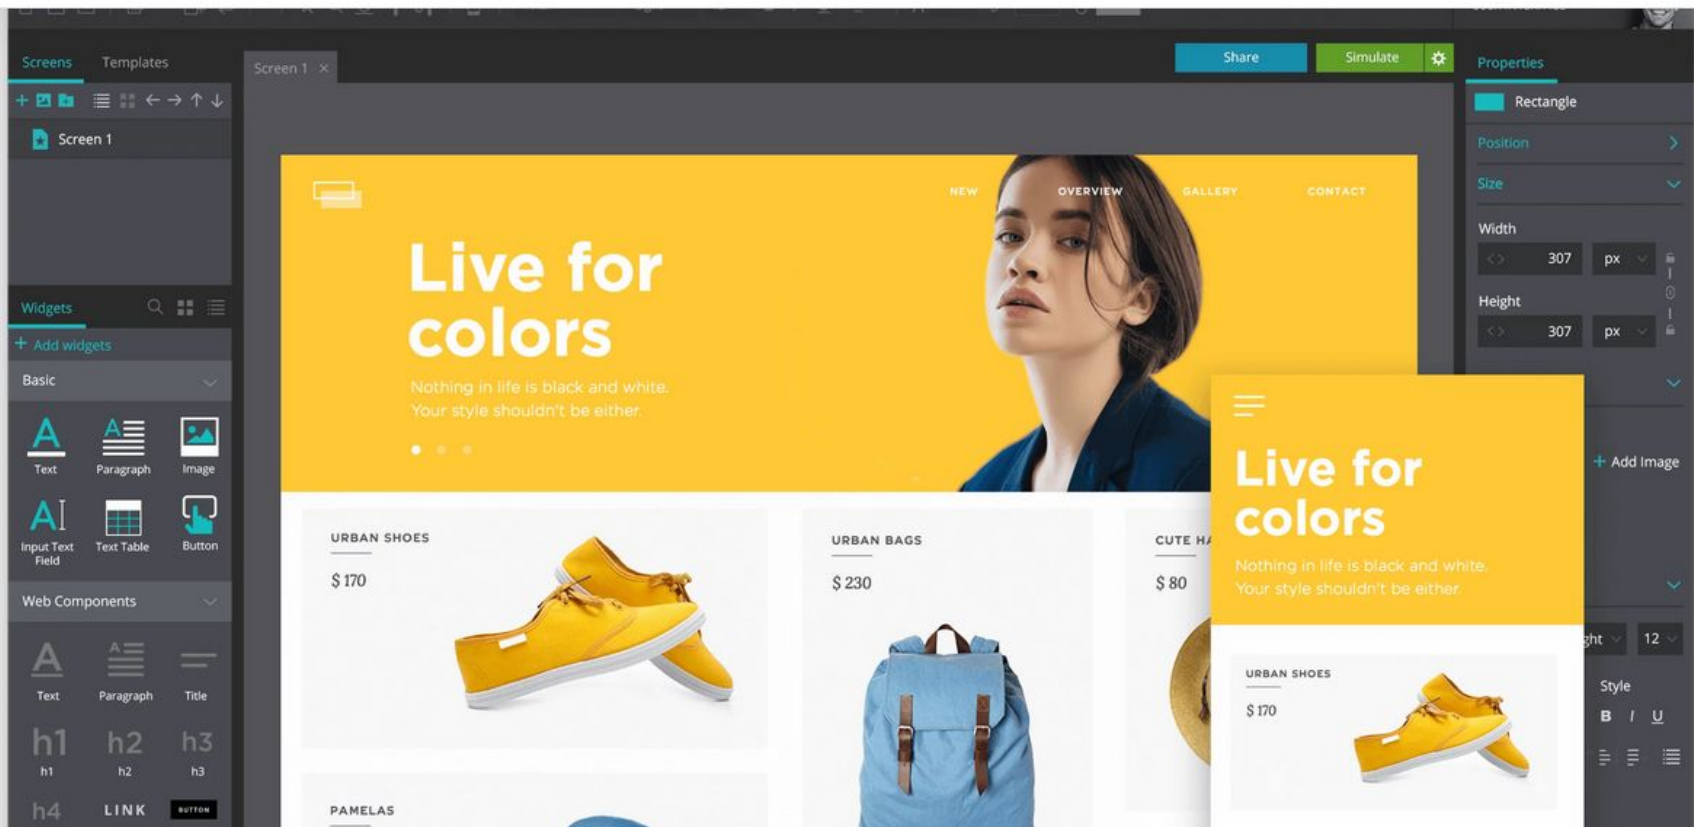 Screens
Templates
Screen 1 ×
Share
Simulate
Properties
Rectangle
Screen 1
Position
Size
Width
307
px
Height
307
px
Widgets
+ Add widgets
Basic
Text
Paragraph
Image
Input Text
Field
Text Table
Button
Web Components
Text
Paragraph
Title
h1
h2
h3
h1
h2
h3
h4
LINK
BUTTON
NEW
OVERVIEW
GALLERY
CONTACT
Live for
colors
Nothing in life is black and white.
Your style shouldn't be either.
URBAN SHOES
$ 170
URBAN BAGS
$ 230
CUTE
$ 80
PAMELAS
Live for
colors
Nothing in life is black and white.
Your style shouldn't be either.
URBAN SHOES
$ 170
+ Add Image
12
Style
B I U